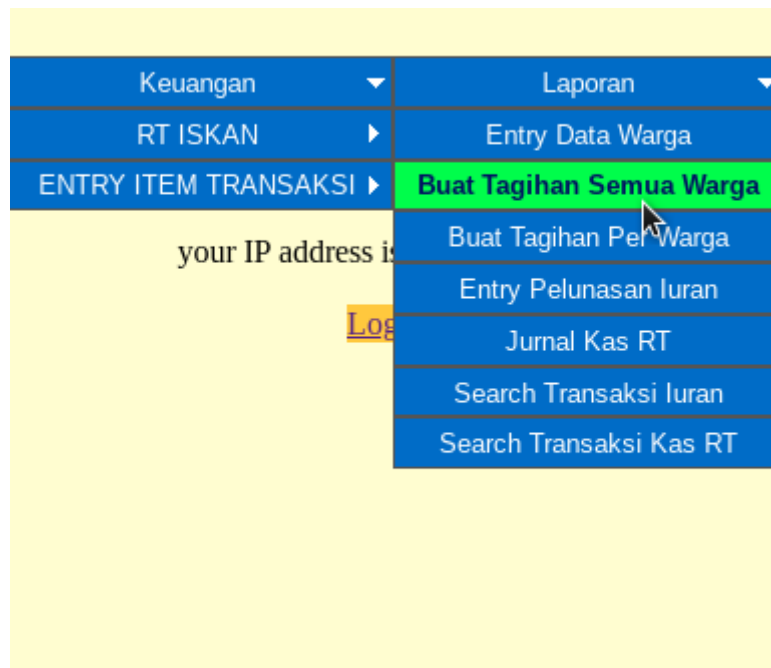 Keuangan
Laporan
RT ISKAN
Entry Data Warga
ENTRY ITEM TRANSAKSI
Buat Tagihan Semua Warga
your IP address is
Buat Tagihan Per Warga
Entry Pelunasan Iuran
Log
Jurnal Kas RT
Search Transaksi Iuran
Search Transaksi Kas RT